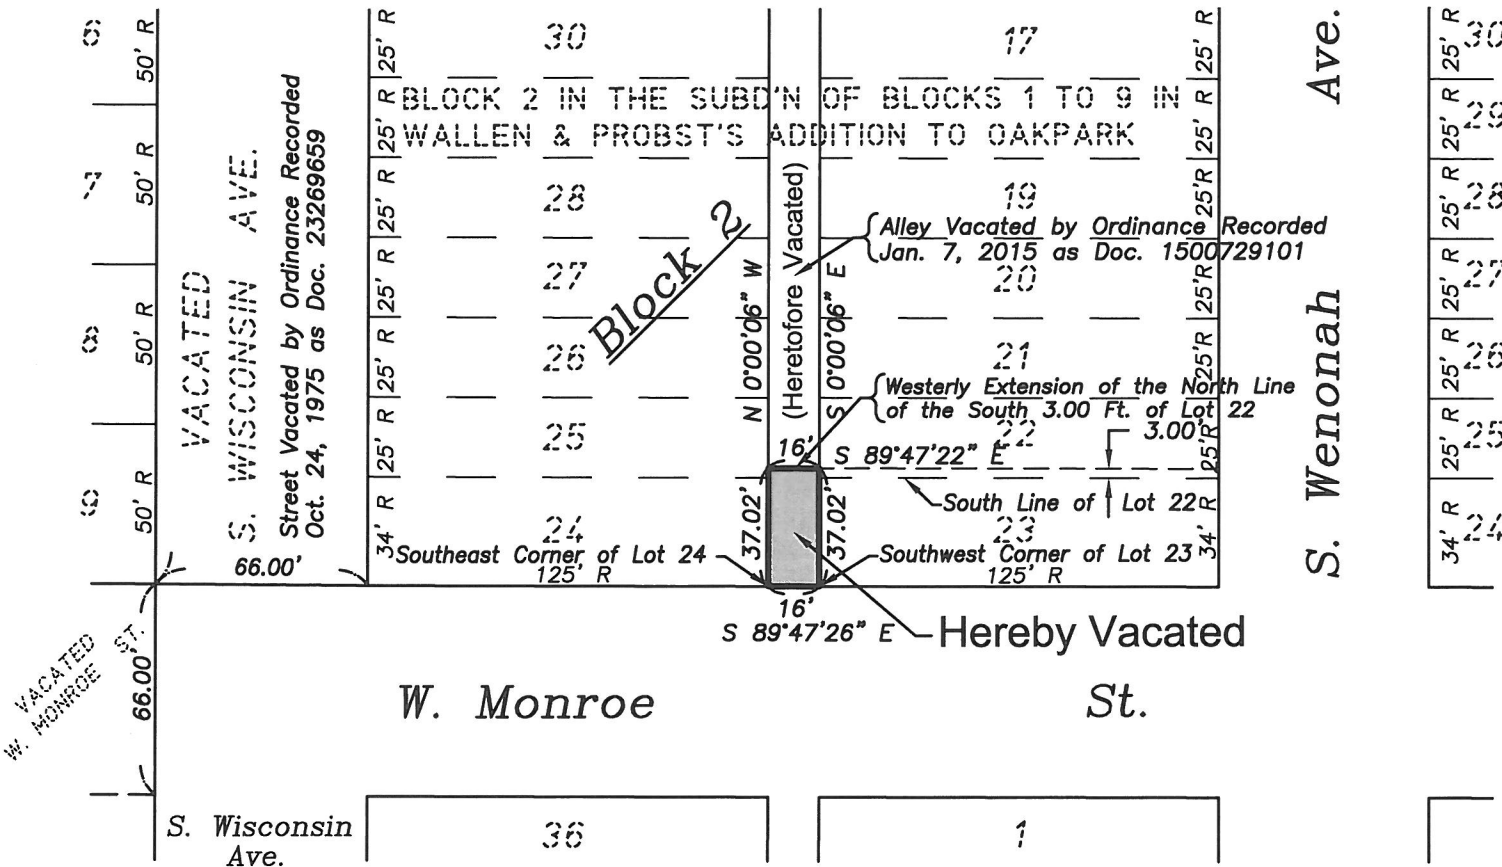 6
50' R
25' R
30
17
25' R
Ave.
25' R
30
BLOCK 2 IN THE SUBD'N OF BLOCKS 1 TO 9 IN
WALLEN & PROBST'S ADDITION TO OAKPARK
25' R
25' R
25' R
29
7
50' R
25' R
28
19
25'R
25' R
28
Block 2
(Heretofore Vacated)
Alley Vacated by Ordinance Recorded
Jan. 7, 2015 as Doc. 1500729101
VACATED
S. WISCONSIN AVE.
Street Vacated by Ordinance Recorded
Oct. 24, 1975 as Doc. 23269659
25' R
27
N 0°00'06" W
S 0°00'06" E
20
25'R
25' R
27
8
50' R
25' R
26
21
25'R
S. Wenonah
25' R
26
Westerly Extension of the North Line
of the South 3.00 Ft. of Lot 22
25' R
25
22
3.00'
25'R
25' R
25
16'
S 89°47'22" E
9
50' R
37.02'
37.02'
South Line of Lot 22
34' R
24
23
34' R
34' R
24
Southeast Corner of Lot 24
Southwest Corner of Lot 23
66.00'
125' R
125' R
16'
S 89°47'26" E
Hereby Vacated
VACATED
W. MONROE ST.
66.00'
W. Monroe St.
S. Wisconsin
Ave.
36
1